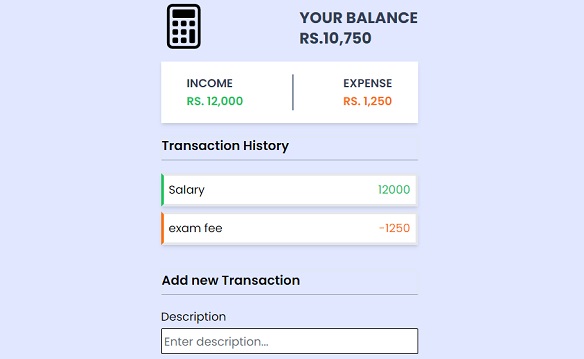 YOUR BALANCE
RS.10,750
INCOME
RS. 12,000
EXPENSE
RS. 1,250
Transaction History
Salary 12000
exam fee -1250
Add new Transaction
Description
Enter description...